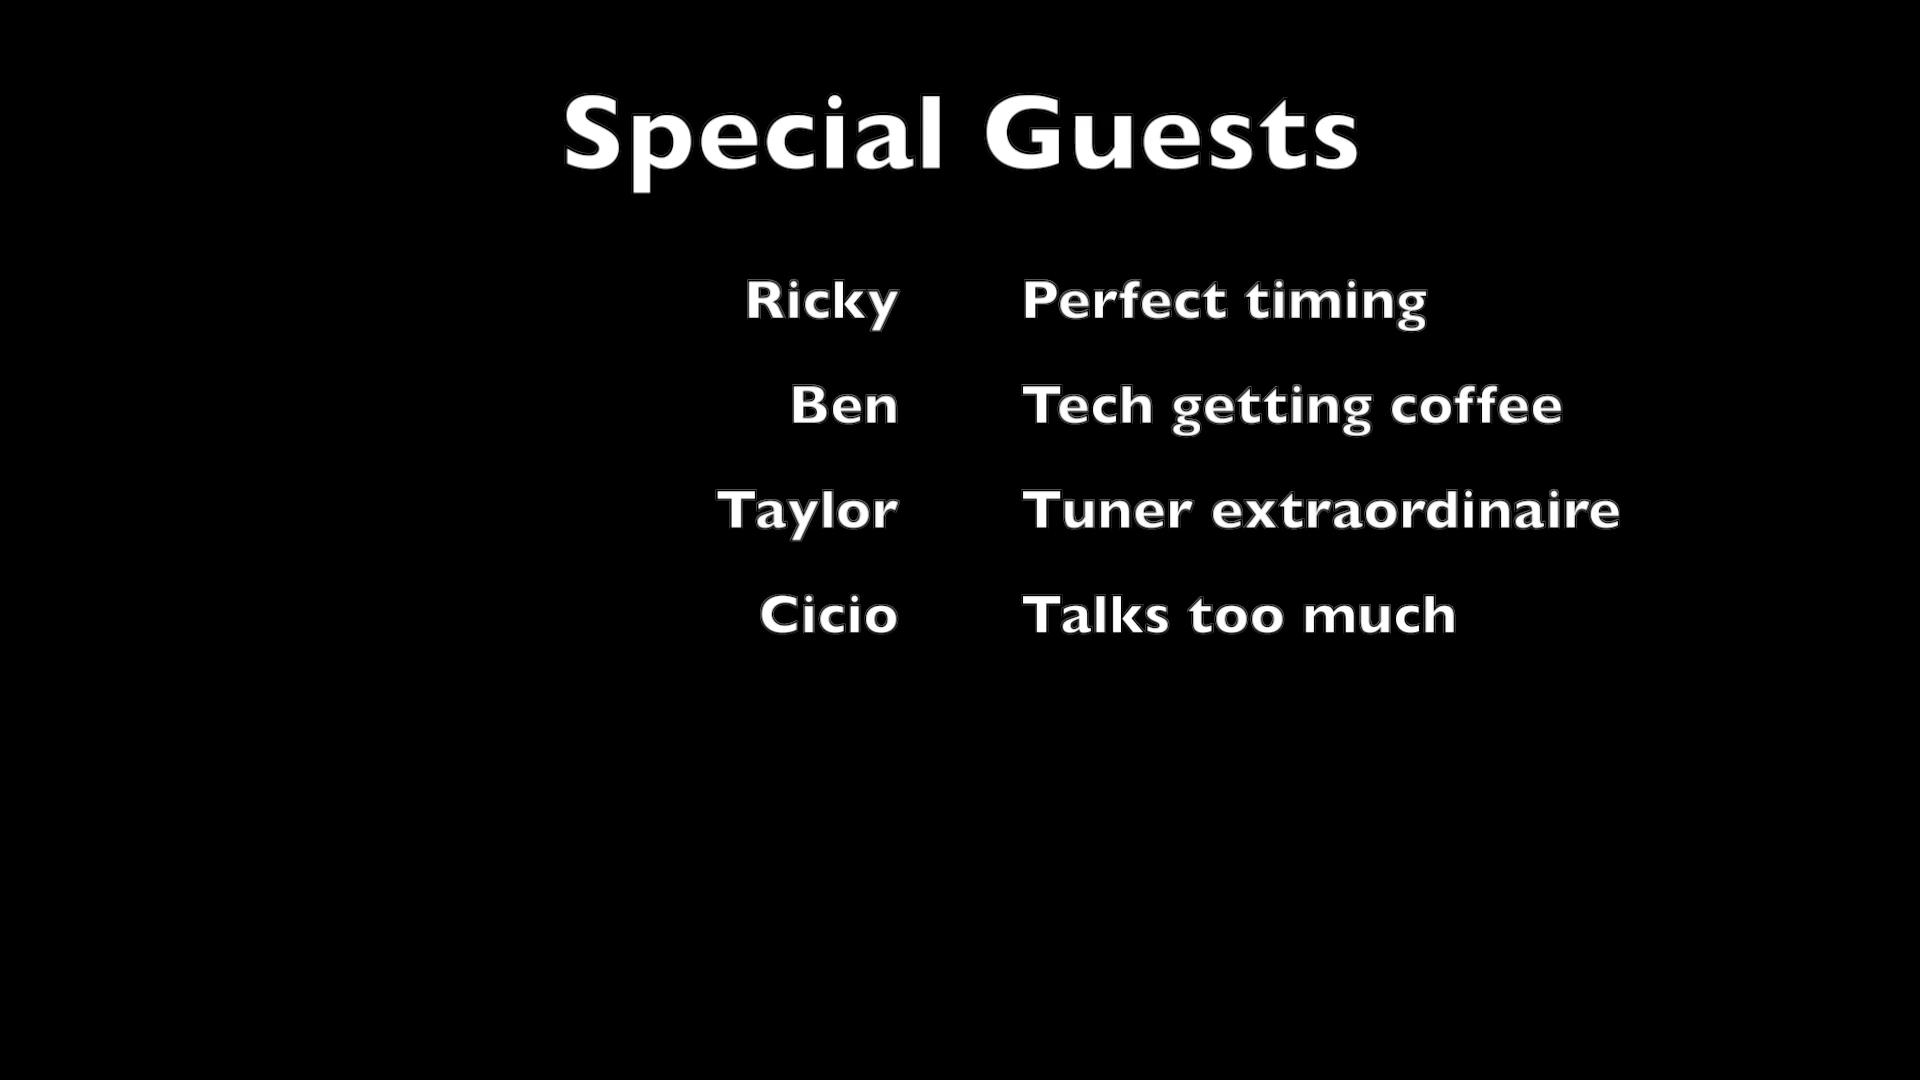 Special Guests
Ricky Perfect timing
Ben Tech getting coffee
Taylor Tuner extraordinaire
Cicio Talks too much